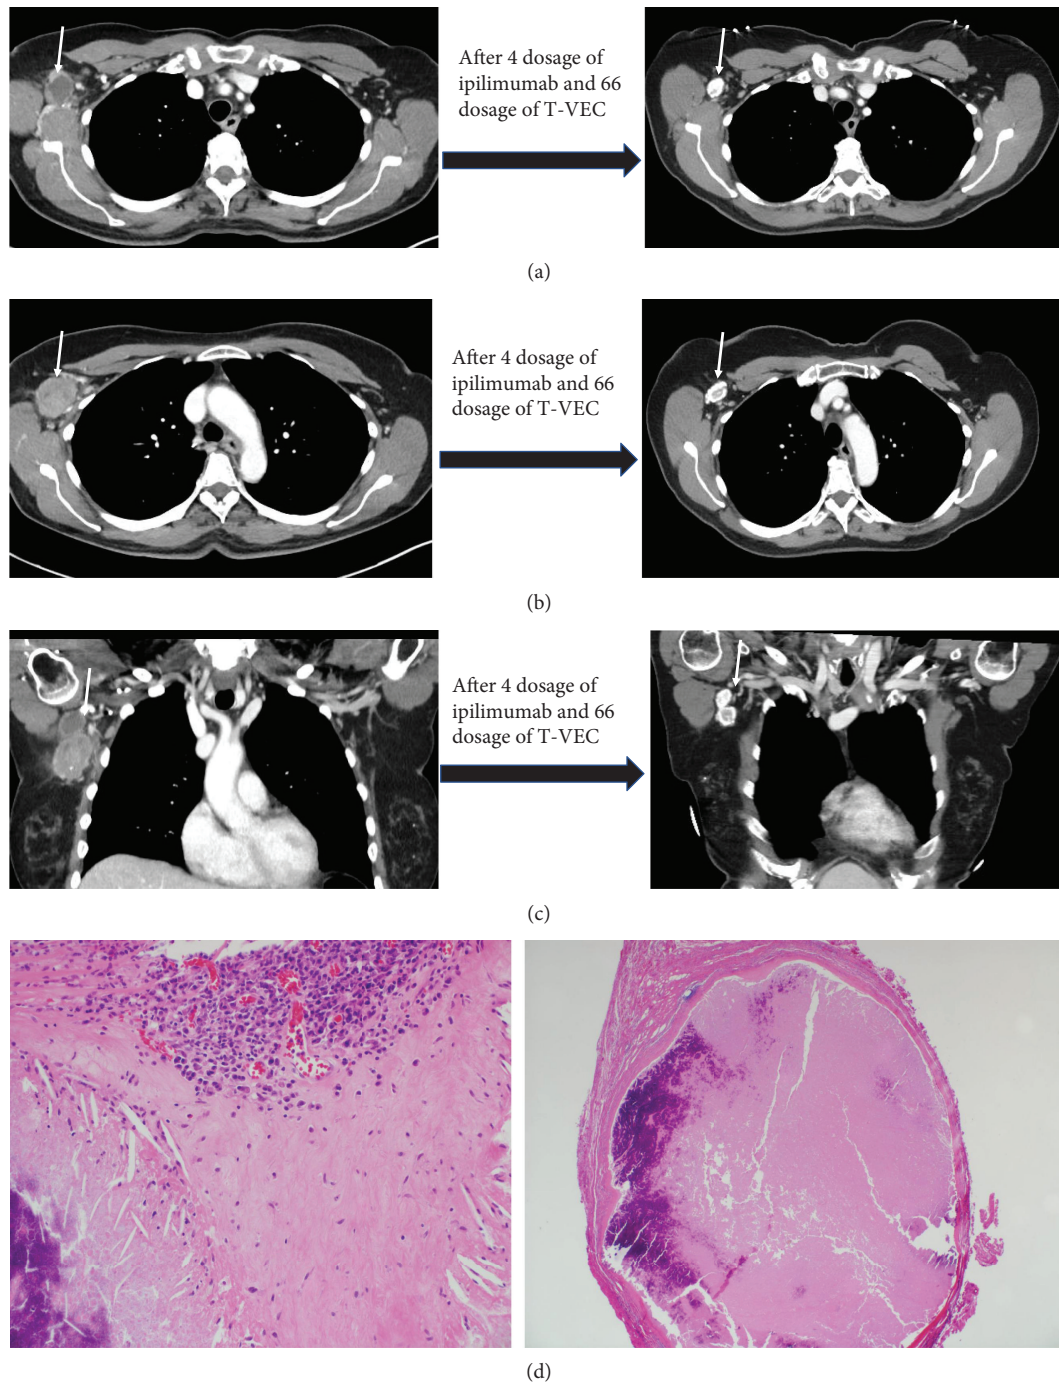 After 4 dosage of
ipilimumab and 66
dosage of T-VEC
(a)
After 4 dosage of
ipilimumab and 66
dosage of T-VEC
(b)
After 4 dosage of
ipilimumab and 66
dosage of T-VEC
(c)
(d)